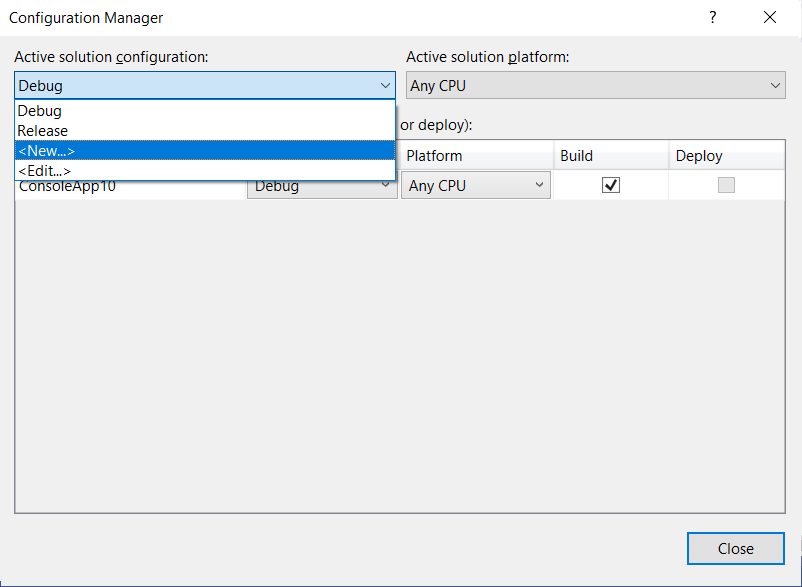 Configuration Manager ?
Active solution configuration: Active solution platform:
Debug Any CPU
Debug
Release
<New...>
<Edit...>
or deploy):
Platform Build Deploy
ConsoleApp10 Debug Any CPU
Close